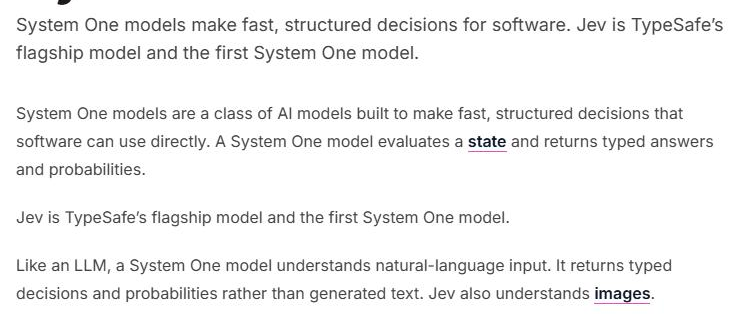 System One models make fast, structured decisions for software. Jev is TypeSafe’s
flagship model and the first System One model.
System One models are a class of AI models built to make fast, structured decisions that
software can use directly. A System One model evaluates a state and returns typed answers
and probabilities.
Jev is TypeSafe’s flagship model and the first System One model.
Like an LLM, a System One model understands natural-language input. It returns typed
decisions and probabilities rather than generated text. Jev also understands images.